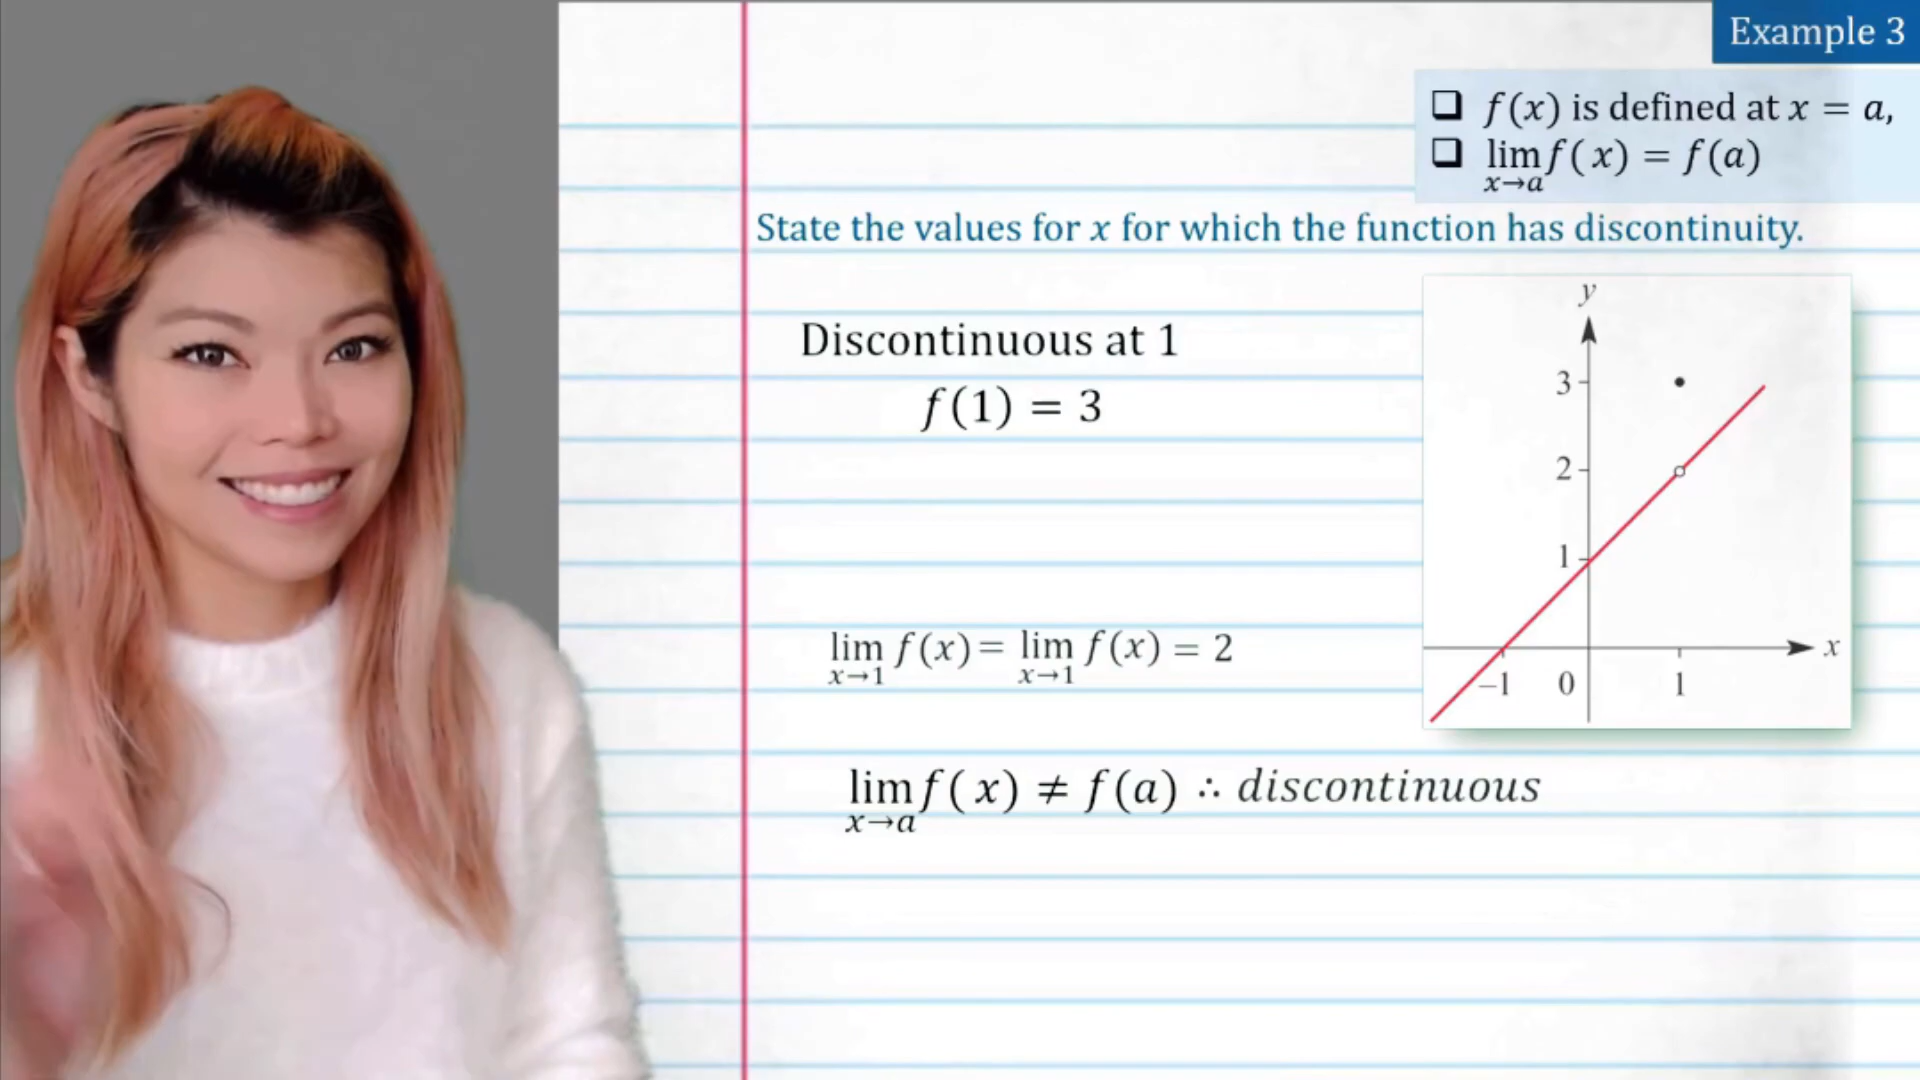 Example 3
❑ f(x) is defined at x = a,
❑ lim f(x) = f(a)
x→a
State the values for x for which the function has discontinuity.
Discontinuous at 1
f(1) = 3
lim f(x) = lim f(x) = 2
x→1 x→1
lim f(x) ≠ f(a) ∴ discontinuous
x→a
y
3
2
1
x
−1 0 1